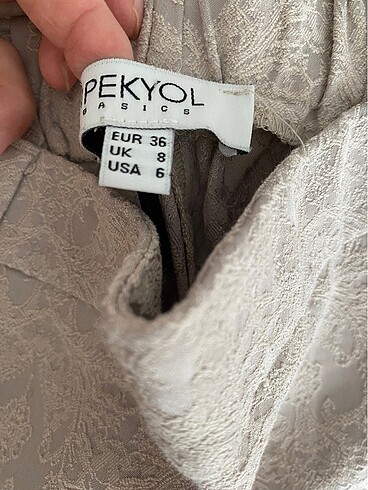 PEKYOL
BASICS
EUR 36
UK 8
USA 6